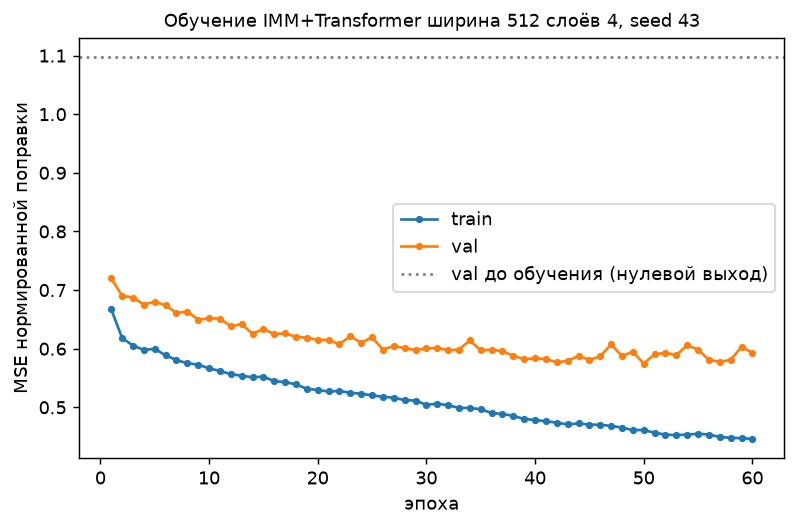 Обучение IMM+Transformer ширина 512 слоёв 4, seed 43
MSE нормированной поправки
1.1
1.0
0.9
0.8
0.7
0.6
0.5
train
val
val до обучения (нулевой выход)
0 10 20 30 40 50 60
эпоха